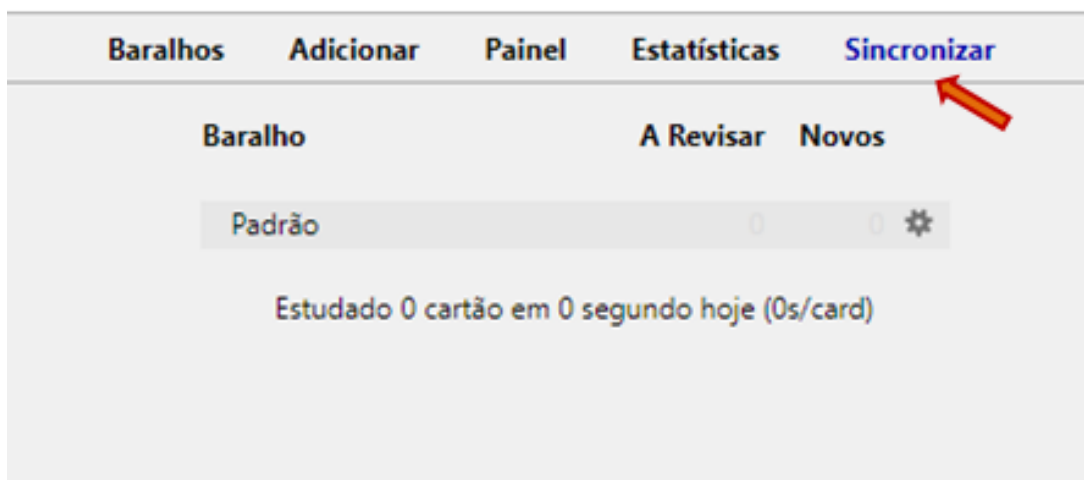 Baralhos Adicionar Painel Estatísticas Sincronizar
Baralho A Revisar Novos
Padrão 0 0
Estudado 0 cartão em 0 segundo hoje (0s/card)